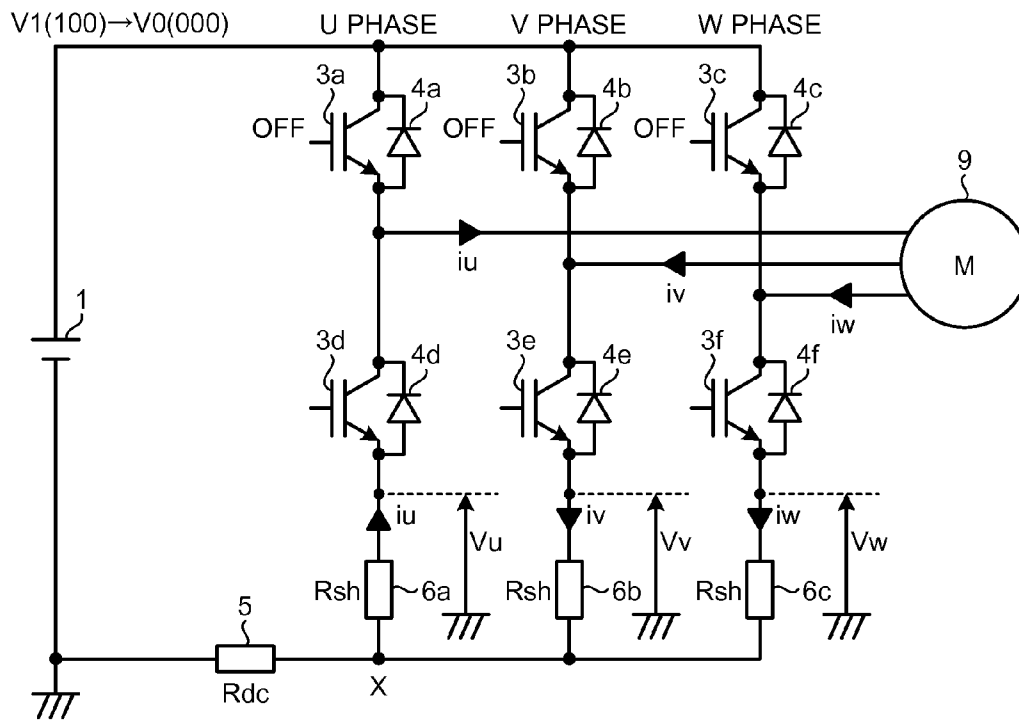 V1(100)→V0(000)
U PHASE V PHASE W PHASE
3a 4a 3b 4b 3c 4c
OFF OFF OFF
9
iu
M
iv
iw
1
3d 4d 3e 4e 3f 4f
iu iv iw
Vu Vv Vw
Rsh 6a Rsh 6b Rsh 6c
5
Rdc
X